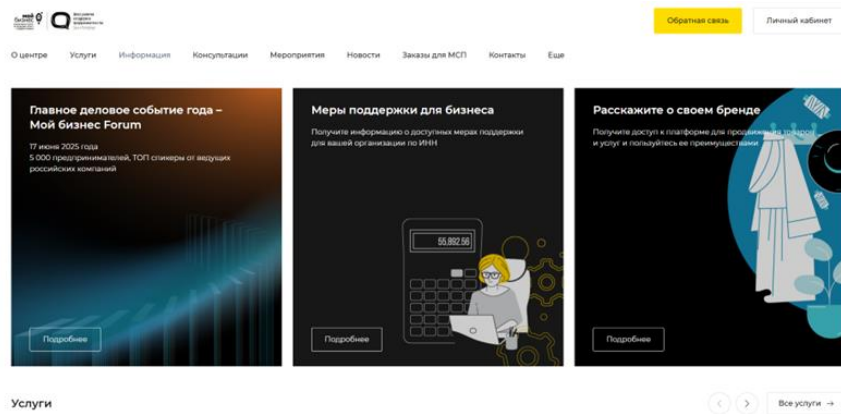 мой
бизнес
Обратная связь
Личный кабинет
О центре
Услуги
Информация
Консультации
Мероприятия
Новости
Заказы для МСП
Контакты
Еще
Главное деловое событие года –
Мой бизнес Forum
17 июня 2025 года
5 000 предпринимателей, ТОП спикеры от ведущих
российских компаний
Подробнее
Меры поддержки для бизнеса
Получите информацию о доступных мерах поддержки
для вашей организации по ИНН
55,892.56
Подробнее
Расскажите о своем бренде
Получите доступ к платформе для продвижения товаров
и услуг и пользуйтесь ее преимуществами
Подробнее
Услуги
Все услуги →